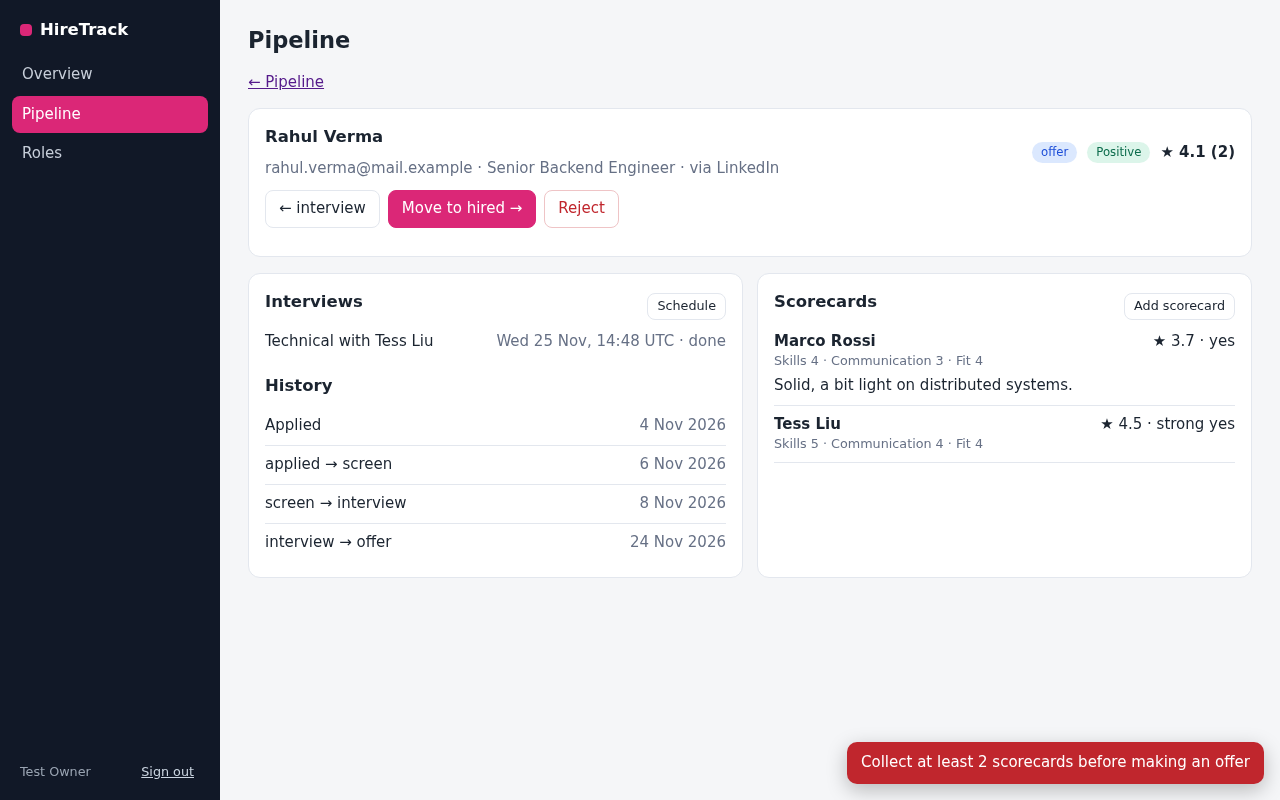 HireTrack
Overview
Pipeline
Roles
Test Owner
Sign out
Pipeline
← Pipeline
Rahul Verma
rahul.verma@mail.example · Senior Backend Engineer · via LinkedIn
offer
Positive
★ 4.1 (2)
← interview
Move to hired →
Reject
Interviews
Schedule
Technical with Tess Liu
Wed 25 Nov, 14:48 UTC · done
History
Applied
4 Nov 2026
applied → screen
6 Nov 2026
screen → interview
8 Nov 2026
interview → offer
24 Nov 2026
Scorecards
Add scorecard
Marco Rossi
★ 3.7 · yes
Skills 4 · Communication 3 · Fit 4
Solid, a bit light on distributed systems.
Tess Liu
★ 4.5 · strong yes
Skills 5 · Communication 4 · Fit 4
Collect at least 2 scorecards before making an offer